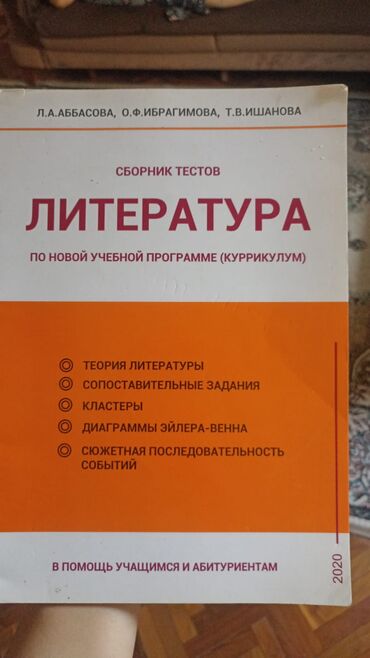 Л.А.АББАСОВА, О.Ф.ИБРАГИМОВА, Т.В.ИШАНОВА
СБОРНИК ТЕСТОВ
ЛИТЕРАТУРА
ПО НОВОЙ УЧЕБНОЙ ПРОГРАММЕ (КУРРИКУЛУМ)
ТЕОРИЯ ЛИТЕРАТУРЫ
СОПОСТАВИТЕЛЬНЫЕ ЗАДАНИЯ
КЛАСТЕРЫ
ДИАГРАММЫ ЭЙЛЕРА-ВЕННА
СЮЖЕТНАЯ ПОСЛЕДОВАТЕЛЬНОСТЬ
СОБЫТИЙ
В ПОМОЩЬ УЧАЩИМСЯ И АБИТУРИЕНТАМ
2020